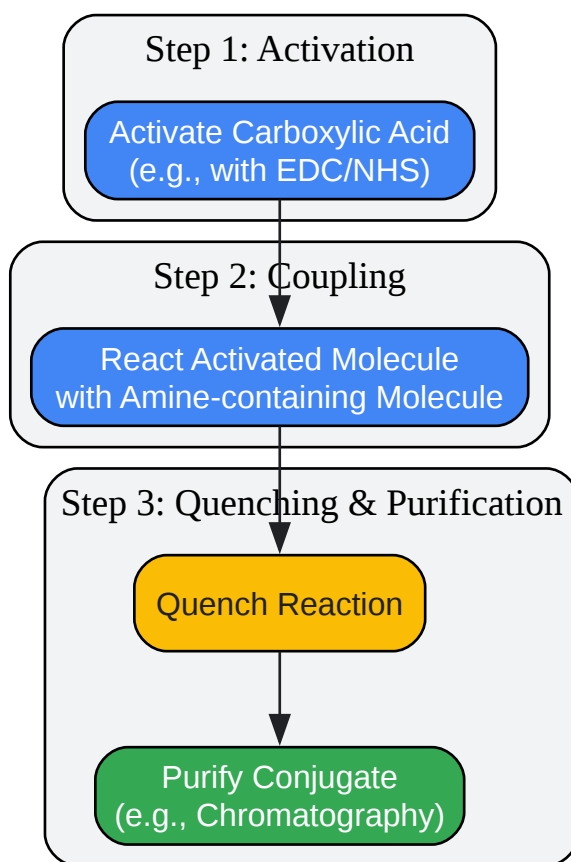 Step 1: Activation
Activate Carboxylic Acid
(e.g., with EDC/NHS)
Step 2: Coupling
React Activated Molecule
with Amine-containing Molecule
Step 3: Quenching & Purification
Quench Reaction
Purify Conjugate
(e.g., Chromatography)